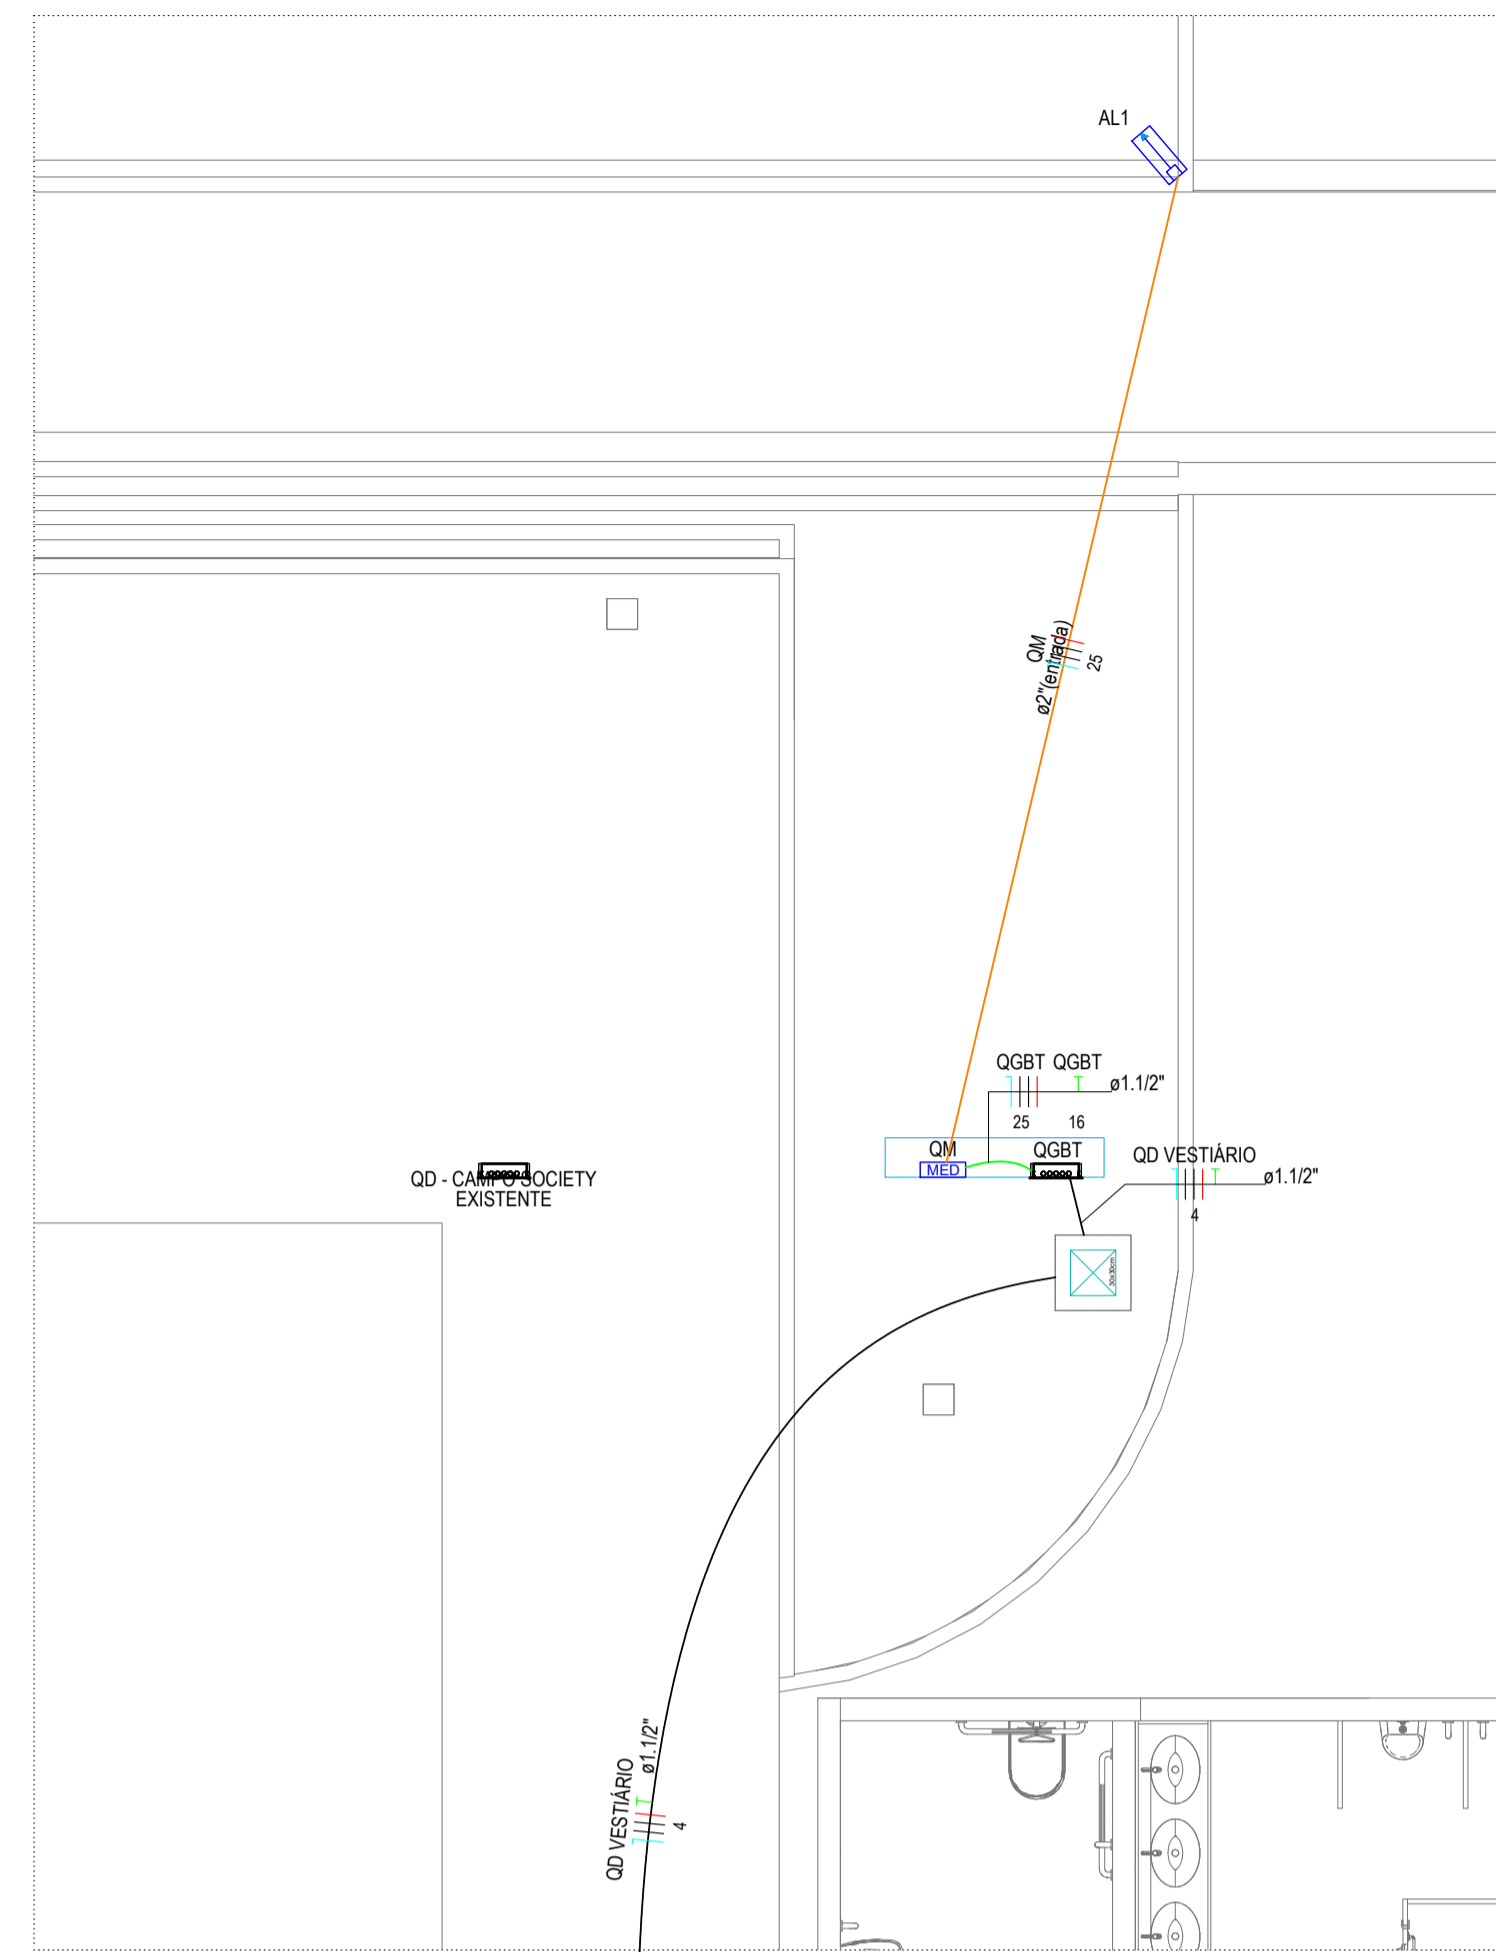 AL1
QM
ø2"(entrada)
25
QGBT QGBT
ø1.1/2"
25 16
QM
MED
QGBT
QD VESTIÁRIO
ø1.1/2"
4
QD - CAMPO SOCIETY
EXISTENTE
30x30cm
QD VESTIÁRIO
ø1.1/2"
4